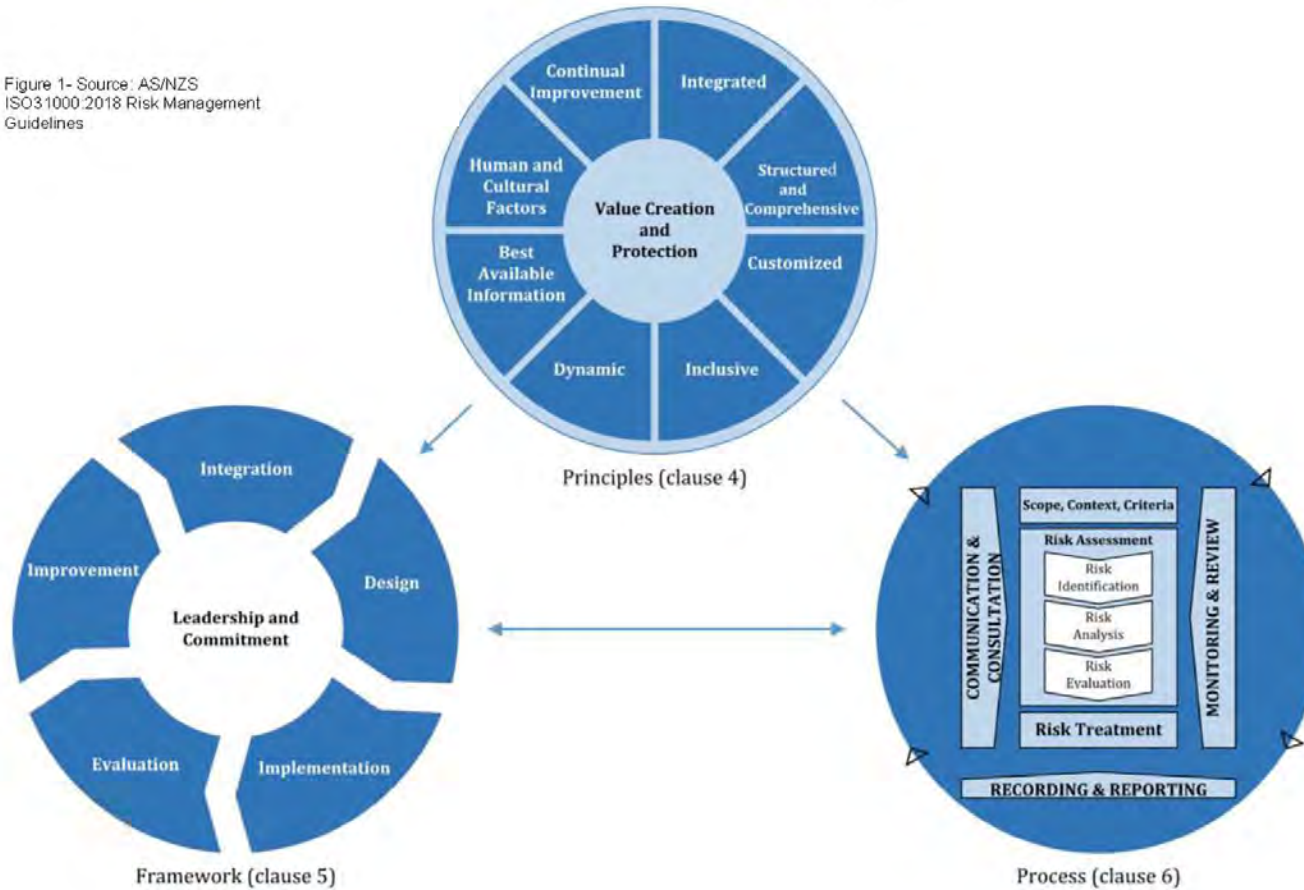 Figure 1- Source: AS/NZS
ISO31000:2018 Risk Management
Guidelines
Continual
Improvement
Integrated
Structured
and
Comprehensive
Customized
Inclusive
Dynamic
Best
Available
Information
Human and
Cultural
Factors
Value Creation
and
Protection
Principles (clause 4)
Integration
Design
Implementation
Evaluation
Improvement
Leadership and
Commitment
Framework (clause 5)
COMMUNICATION &
CONSULTATION
Scope, Context, Criteria
Risk Assessment
Risk
Identification
Risk
Analysis
Risk
Evaluation
Risk Treatment
MONITORING & REVIEW
RECORDING & REPORTING
Process (clause 6)